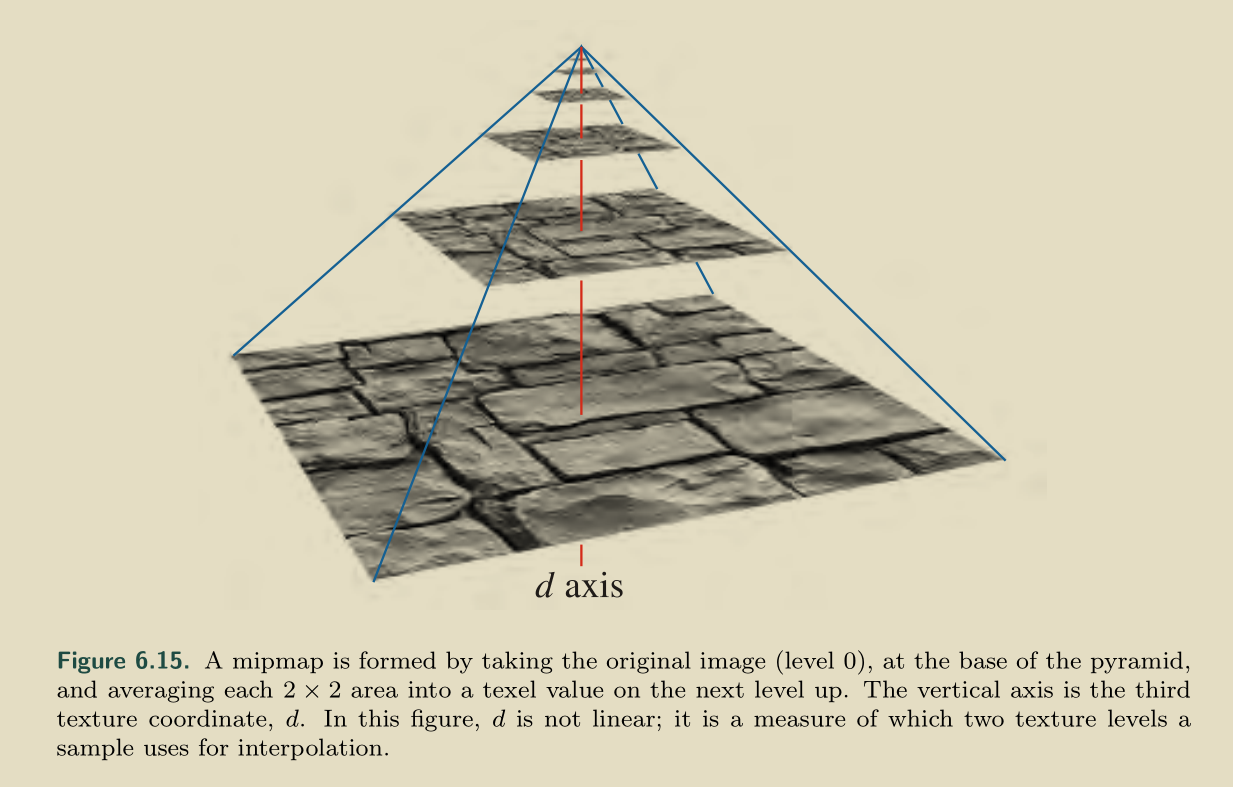 d axis
Figure 6.15. A mipmap is formed by taking the original image (level 0), at the base of the pyramid,
and averaging each 2 × 2 area into a texel value on the next level up. The vertical axis is the third
texture coordinate, d. In this figure, d is not linear; it is a measure of which two texture levels a
sample uses for interpolation.